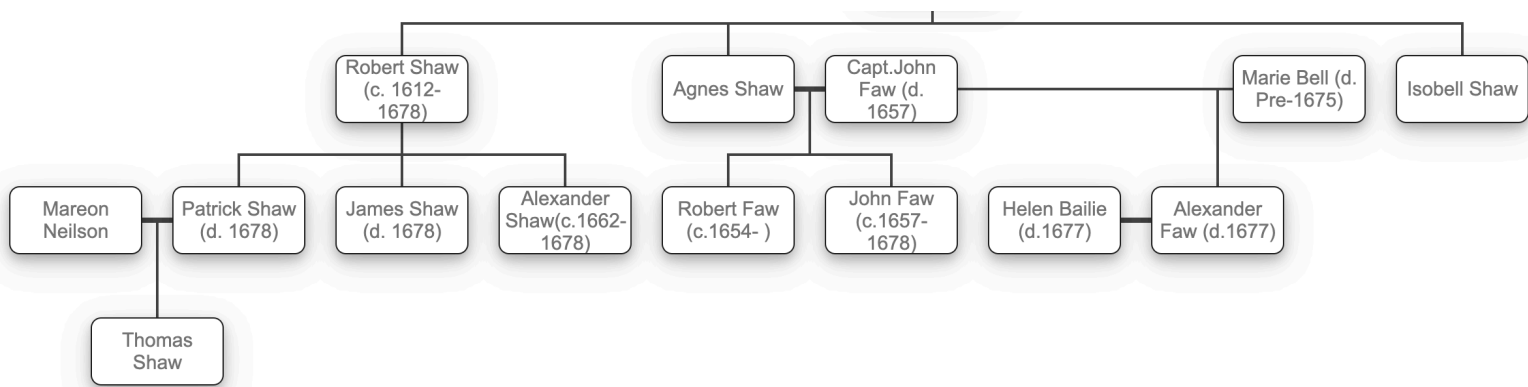 Robert Shaw
(c. 1612-
1678)
Agnes Shaw
Capt.John
Faw (d.
1657)
Marie Bell (d.
Pre-1675)
Isobell Shaw
Mareon
Neilson
Patrick Shaw
(d. 1678)
James Shaw
(d. 1678)
Alexander
Shaw(c.1662-
1678)
Robert Faw
(c.1654- )
John Faw
(c.1657-
1678)
Helen Bailie
(d.1677)
Alexander
Faw (d.1677)
Thomas
Shaw